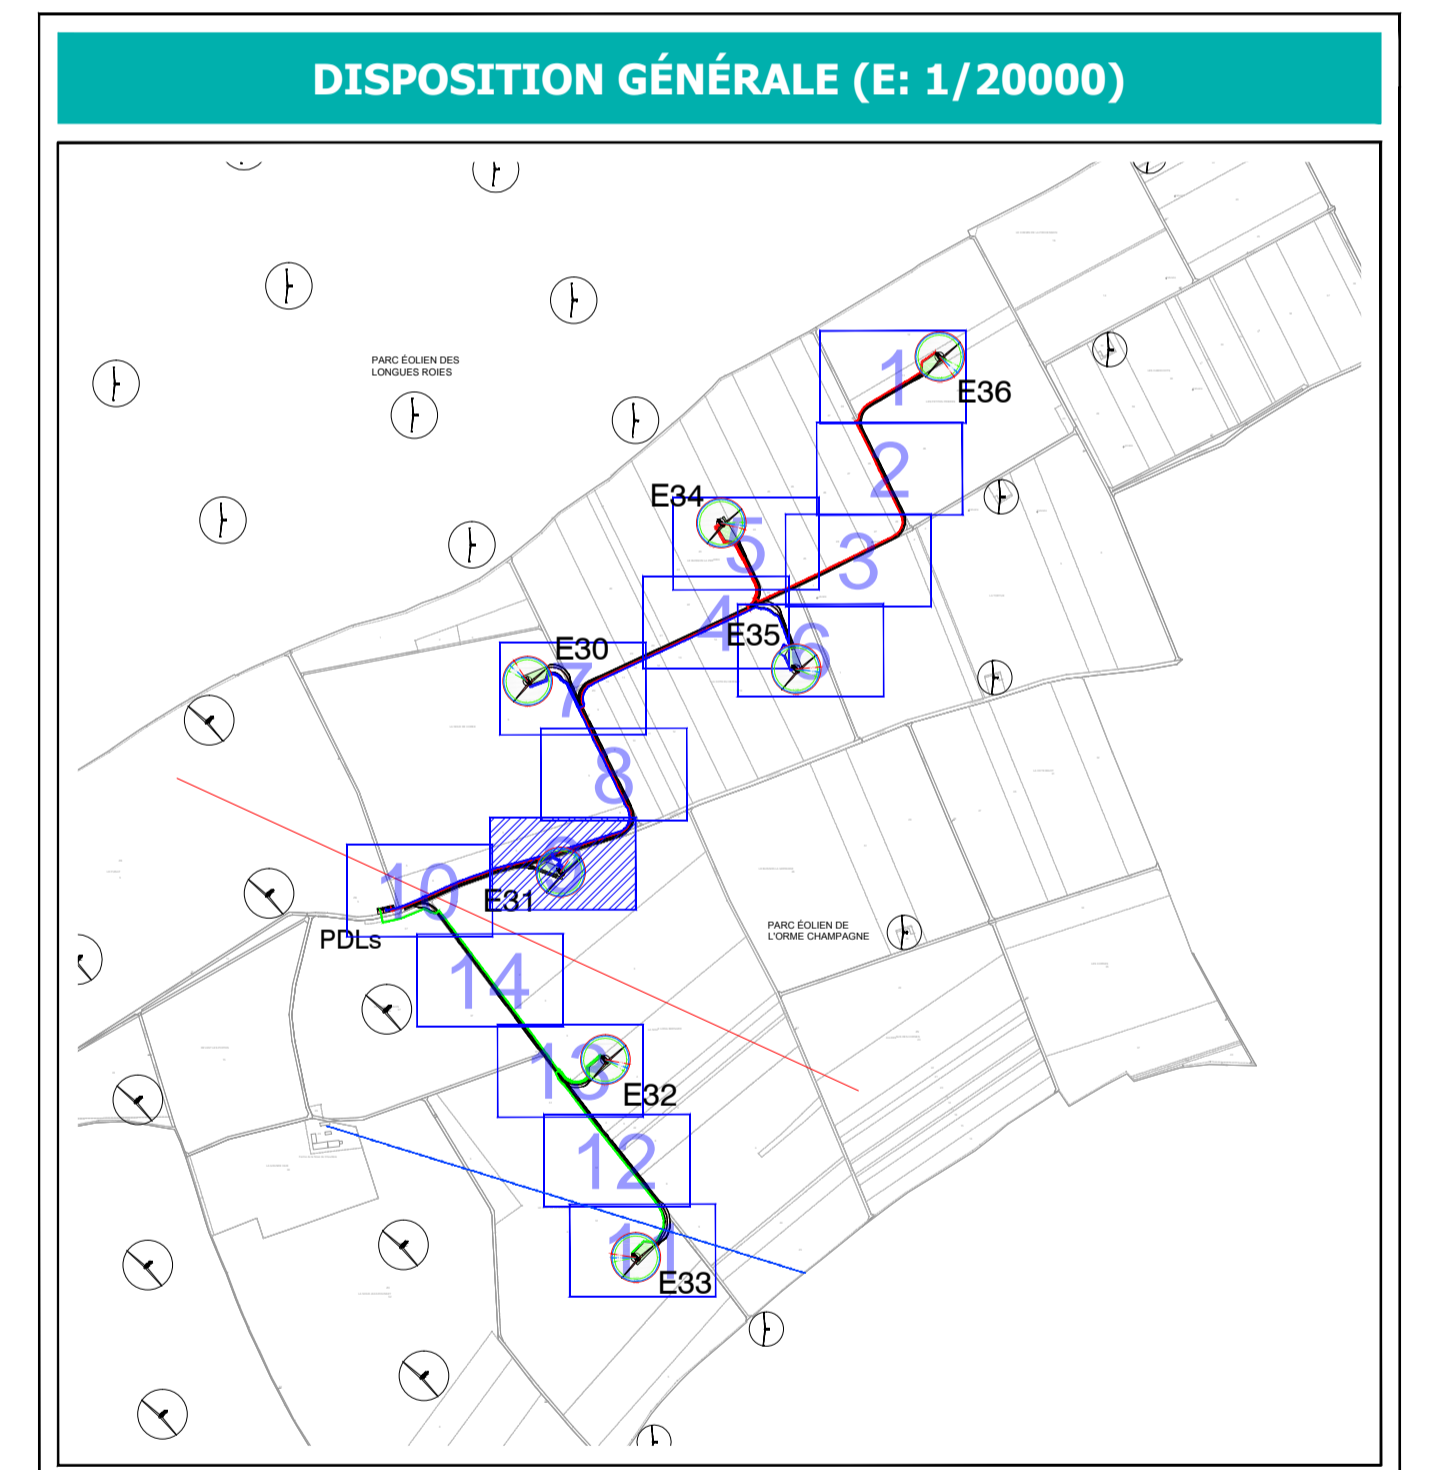 DISPOSITION GÉNÉRALE (E: 1/20000)
PARC ÉOLIEN DES
LONGUES ROIES
1
E36
2
E34
5
3
4
E35
6
E30
7
8
9
10
E31
PDLs
PARC ÉOLIEN DE
L'ORME CHAMPAGNE
14
13
E32
12
11
E33